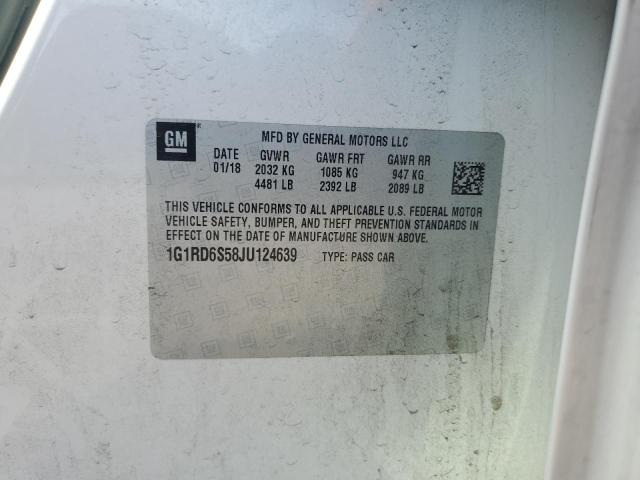 GM®
MFD BY GENERAL MOTORS LLC
DATE GVWR GAWR FRT GAWR RR
01/18 2032 KG 1085 KG 947 KG
4481 LB 2392 LB 2089 LB
THIS VEHICLE CONFORMS TO ALL APPLICABLE U.S. FEDERAL MOTOR
VEHICLE SAFETY, BUMPER, AND THEFT PREVENTION STANDARDS IN
EFFECT ON THE DATE OF MANUFACTURE SHOWN ABOVE.
1G1RD6S58JU124639 TYPE: PASS CAR